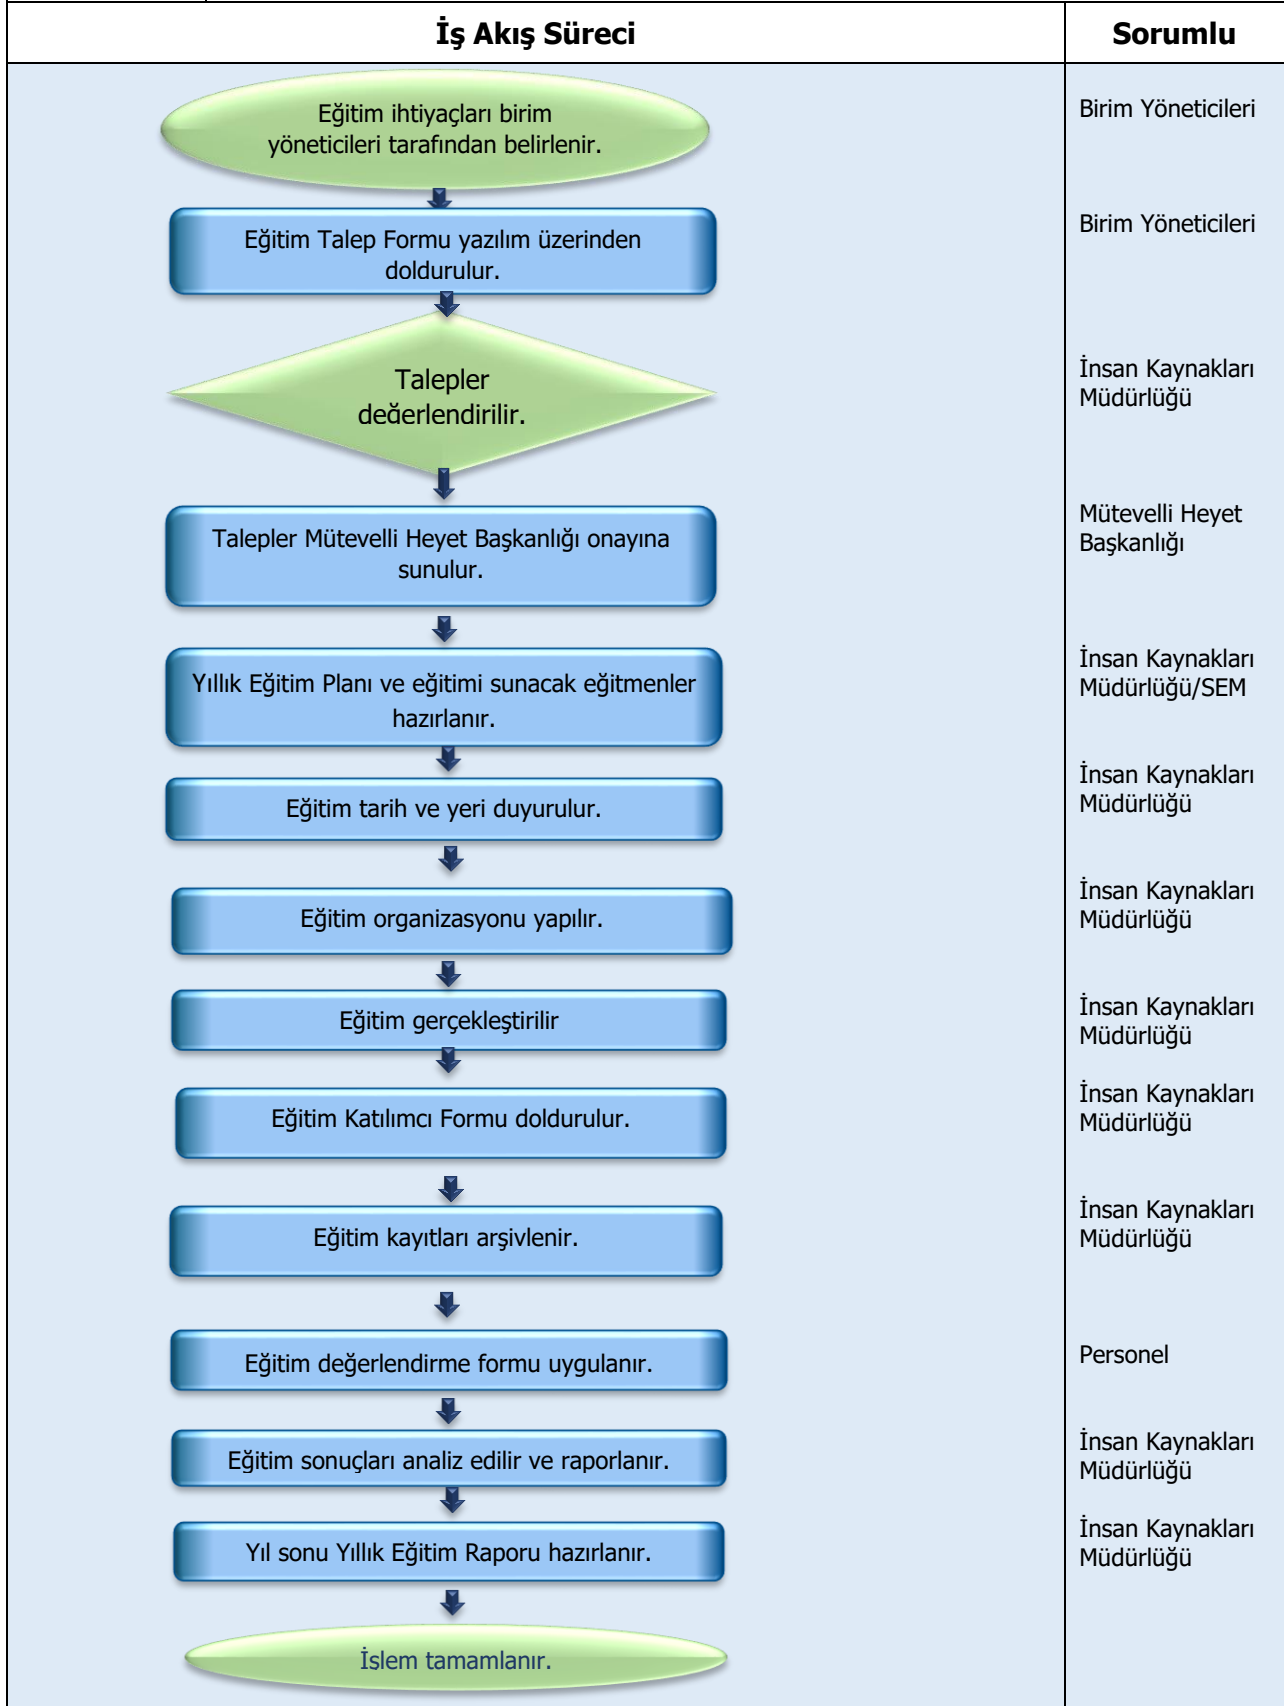 İş Akış Süreci
Sorumlu
Eğitim ihtiyaçları birim
yöneticileri tarafından belirlenir.
Birim Yöneticileri
Eğitim Talep Formu yazılım üzerinden
doldurulur.
Birim Yöneticileri
Talepler
değerlendirilir.
İnsan Kaynakları
Müdürlüğü
Talepler Mütevelli Heyet Başkanlığı onayına
sunulur.
Mütevelli Heyet
Başkanlığı
Yıllık Eğitim Planı ve eğitimi sunacak eğitmenler
hazırlanır.
İnsan Kaynakları
Müdürlüğü/SEM
Eğitim tarih ve yeri duyurulur.
İnsan Kaynakları
Müdürlüğü
Eğitim organizasyonu yapılır.
İnsan Kaynakları
Müdürlüğü
Eğitim gerçekleştirilir
İnsan Kaynakları
Müdürlüğü
Eğitim Katılımcı Formu doldurulur.
İnsan Kaynakları
Müdürlüğü
Eğitim kayıtları arşivlenir.
İnsan Kaynakları
Müdürlüğü
Eğitim değerlendirme formu uygulanır.
Personel
Eğitim sonuçları analiz edilir ve raporlanır.
İnsan Kaynakları
Müdürlüğü
Yıl sonu Yıllık Eğitim Raporu hazırlanır.
İnsan Kaynakları
Müdürlüğü
İşlem tamamlanır.